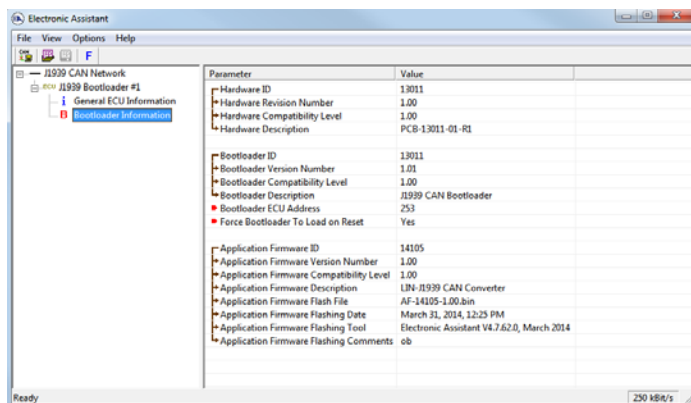 Electronic Assistant
File View Options Help
F
J1939 CAN Network
ECU J1939 Bootloader #1
i General ECU Information
B Bootloader Information
Parameter Value
Hardware ID 13011
Hardware Revision Number 1.00
Hardware Compatibility Level 1.00
Hardware Description PCB-13011-01-R1
Bootloader ID 13011
Bootloader Version Number 1.01
Bootloader Compatibility Level 1.00
Bootloader Description J1939 CAN Bootloader
Bootloader ECU Address 253
Force Bootloader To Load on Reset Yes
Application Firmware ID 14105
Application Firmware Version Number 1.00
Application Firmware Compatibility Level 1.00
Application Firmware Description LIN-J1939 CAN Converter
Application Firmware Flash File AF-14105-1.00.bin
Application Firmware Flashing Date March 31, 2014, 12:25 PM
Application Firmware Flashing Tool Electronic Assistant V4.7.62.0, March 2014
Application Firmware Flashing Comments ob
Ready 250 kBit/s